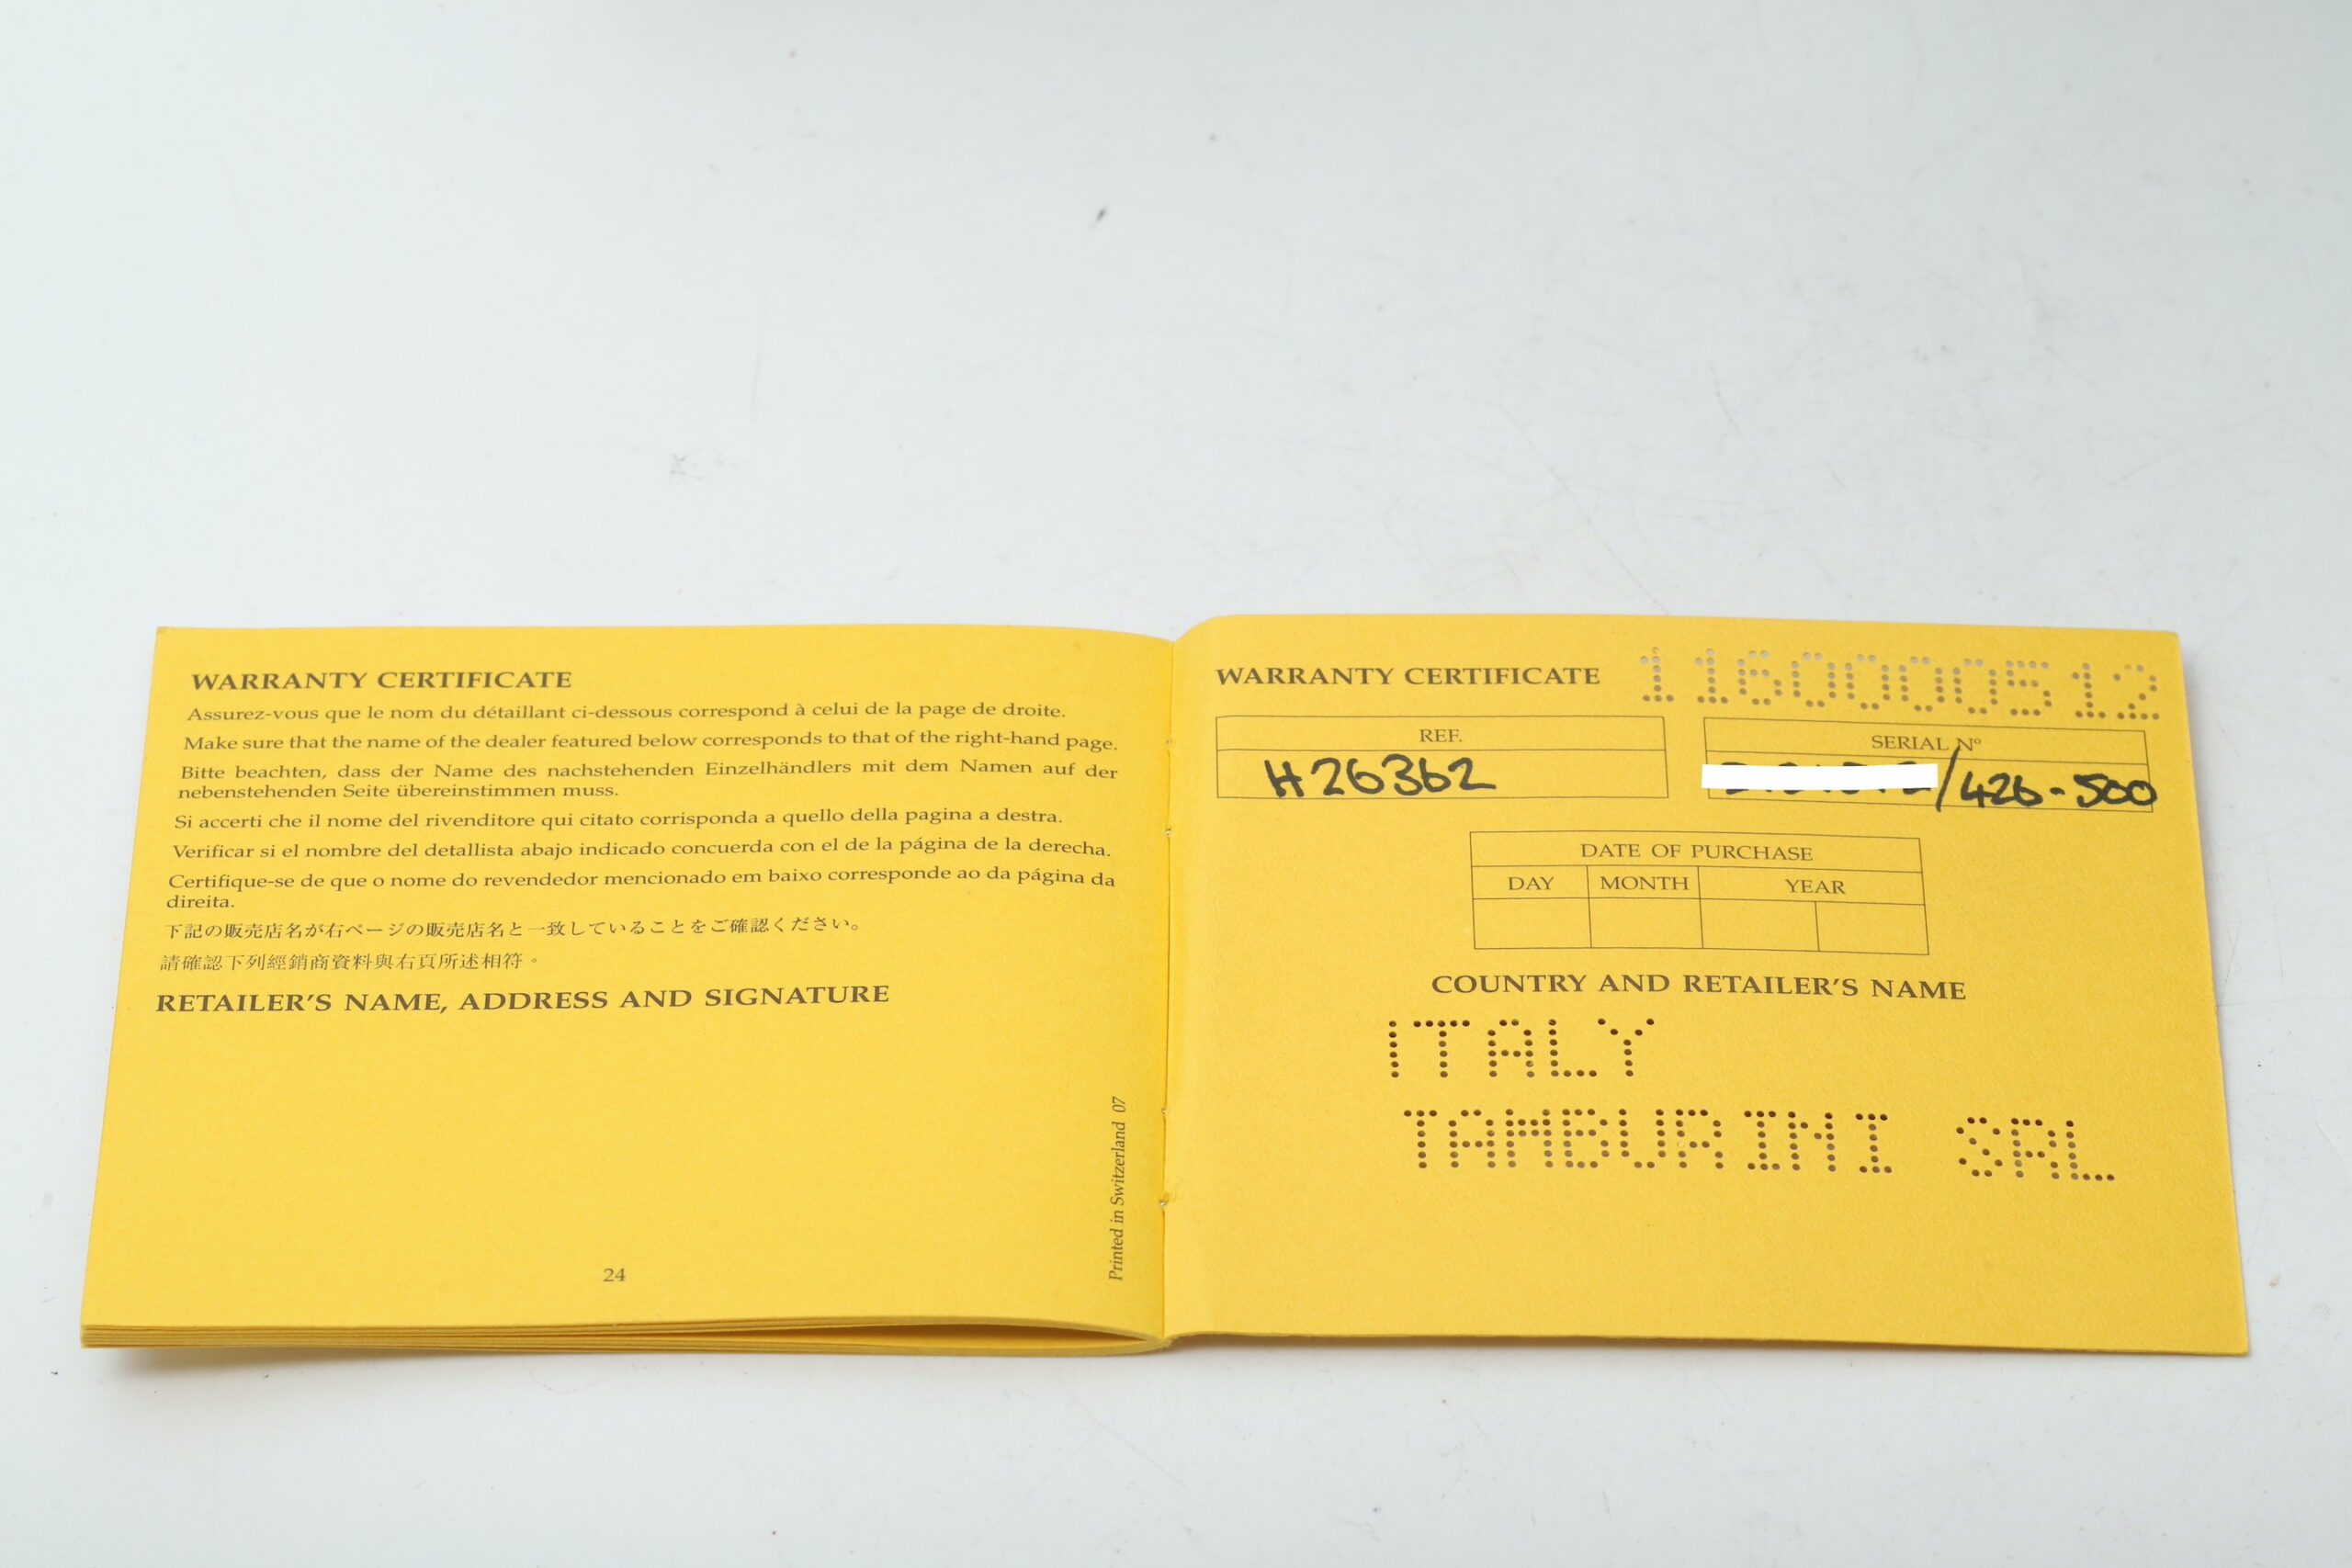 WARRANTY CERTIFICATE
Assurez-vous que le nom du détaillant ci-dessous correspond à celui de la page de droite.
Make sure that the name of the dealer featured below corresponds to that of the right-hand page.
Bitte beachten, dass der Name des nachstehenden Einzelhändlers mit dem Namen auf der
nebenstehenden Seite übereinstimmen muss.
Si accerti che il nome del rivenditore qui citato corrisponda a quello della pagina a destra.
Verificar si el nombre del detallista abajo indicado concuerda con el de la página de la derecha.
Certifique-se de que o nome do revendedor mencionado em baixo corresponde ao da página da
direita.
下記の販売店名が右ページの販売店名と一致していることをご確認ください。
請確認下列經銷商資料與右頁所述相符。
RETAILER'S NAME, ADDRESS AND SIGNATURE
Printed in Switzerland 07
24
WARRANTY CERTIFICATE 1160000512
REF.
H26362
SERIAL Nº
/426-500
DATE OF PURCHASE
DAY MONTH YEAR
COUNTRY AND RETAILER'S NAME
ITALY
TAMBURINI SRL